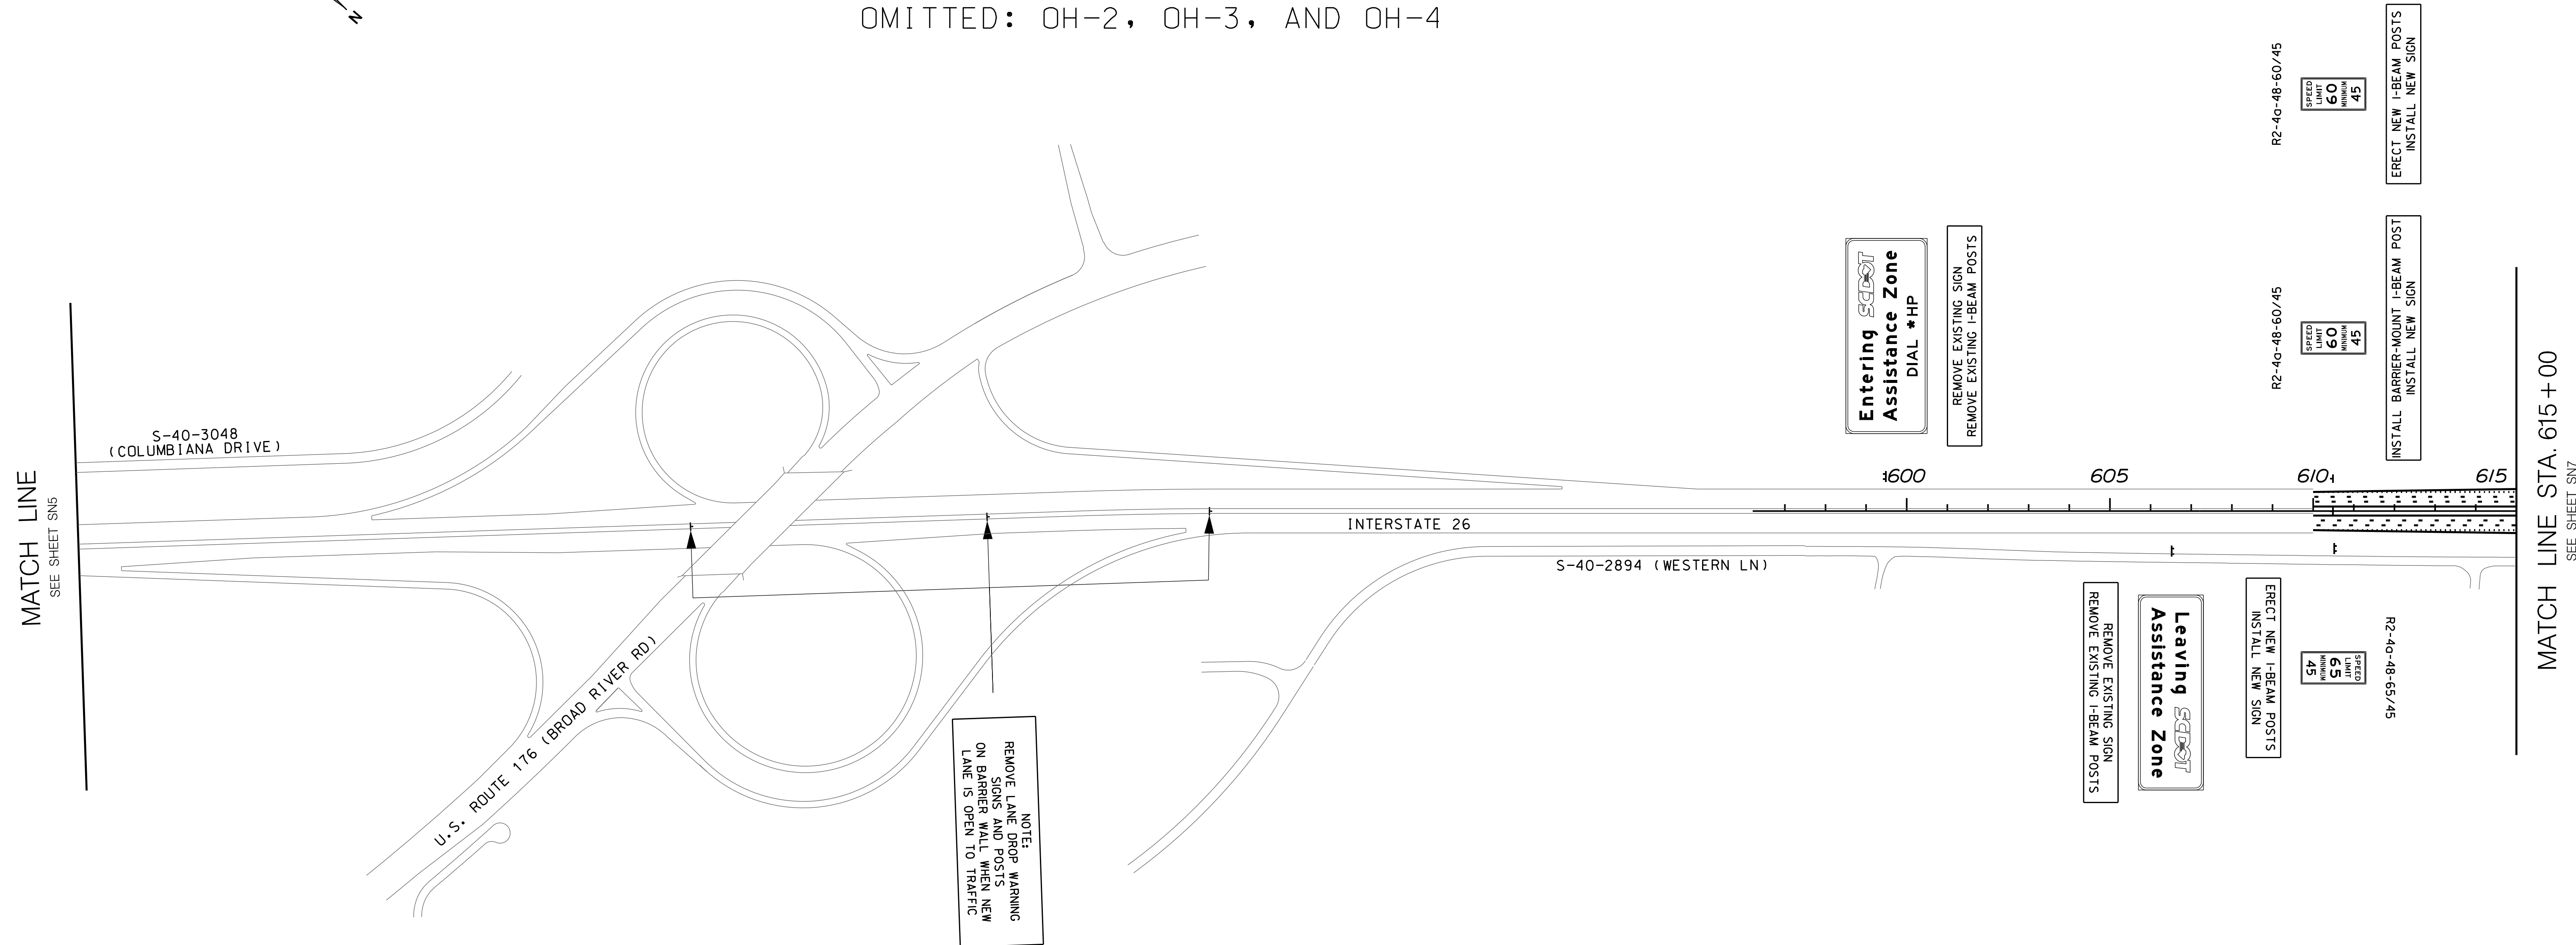 OMITTED: OH-2, OH-3, AND OH-4
N
MATCH LINE
SEE SHEET SN5
S-40-3048
(COLUMBIANA DRIVE)
U.S. ROUTE 176 (BROAD RIVER RD)
NOTE:
REMOVE LANE DROP WARNING
SIGNS AND POSTS
ON BARRIER WALL WHEN NEW
LANE IS OPEN TO TRAFFIC
INTERSTATE 26
S-40-2894 (WESTERN LN)
Entering SCDOT
Assistance Zone
DIAL *HP
REMOVE EXISTING SIGN
REMOVE EXISTING I-BEAM POSTS
600
605
610
615
R2-4a-48-60/45
SPEED
LIMIT
60
MINIMUM
45
ERECT NEW I-BEAM POSTS
INSTALL NEW SIGN
R2-4a-48-60/45
SPEED
LIMIT
60
MINIMUM
45
INSTALL BARRIER-MOUNT I-BEAM POST
INSTALL NEW SIGN
REMOVE EXISTING SIGN
REMOVE EXISTING I-BEAM POSTS
Leaving SCDOT
Assistance Zone
ERECT NEW I-BEAM POSTS
INSTALL NEW SIGN
SPEED
LIMIT
65
MINIMUM
45
R2-4a-48-65/45
MATCH LINE STA. 615+00
SEE SHEET SN7